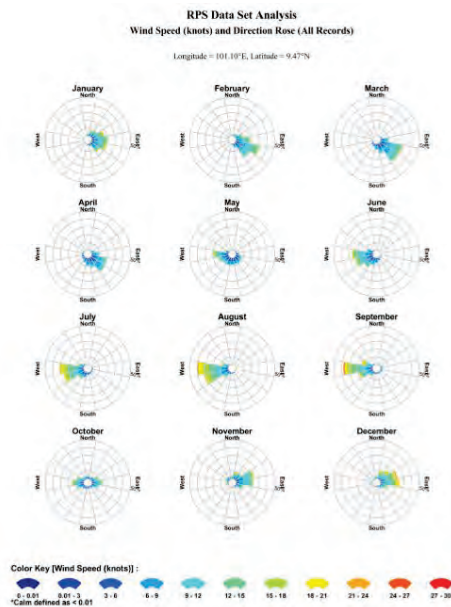 RPS Data Set Analysis
Wind Speed (knots) and Direction Rose (All Records)
Longitude = 101.10°E, Latitude = 9.47°N
January February March
North North North
West East West East West East
South South South
April May June
North North North
West East West East West East
South South South
July August September
North North North
West East West East West East
South South South
October November December
North North North
West East West East West East
South South South
Color Key [Wind Speed (knots)] :
0 - 0.01 0.01 - 3 3 - 6 6 - 9 9 - 12 12 - 15 15 - 18 18 - 21 21 - 24 24 - 27 27 - 30
*Calm defined as < 0.01